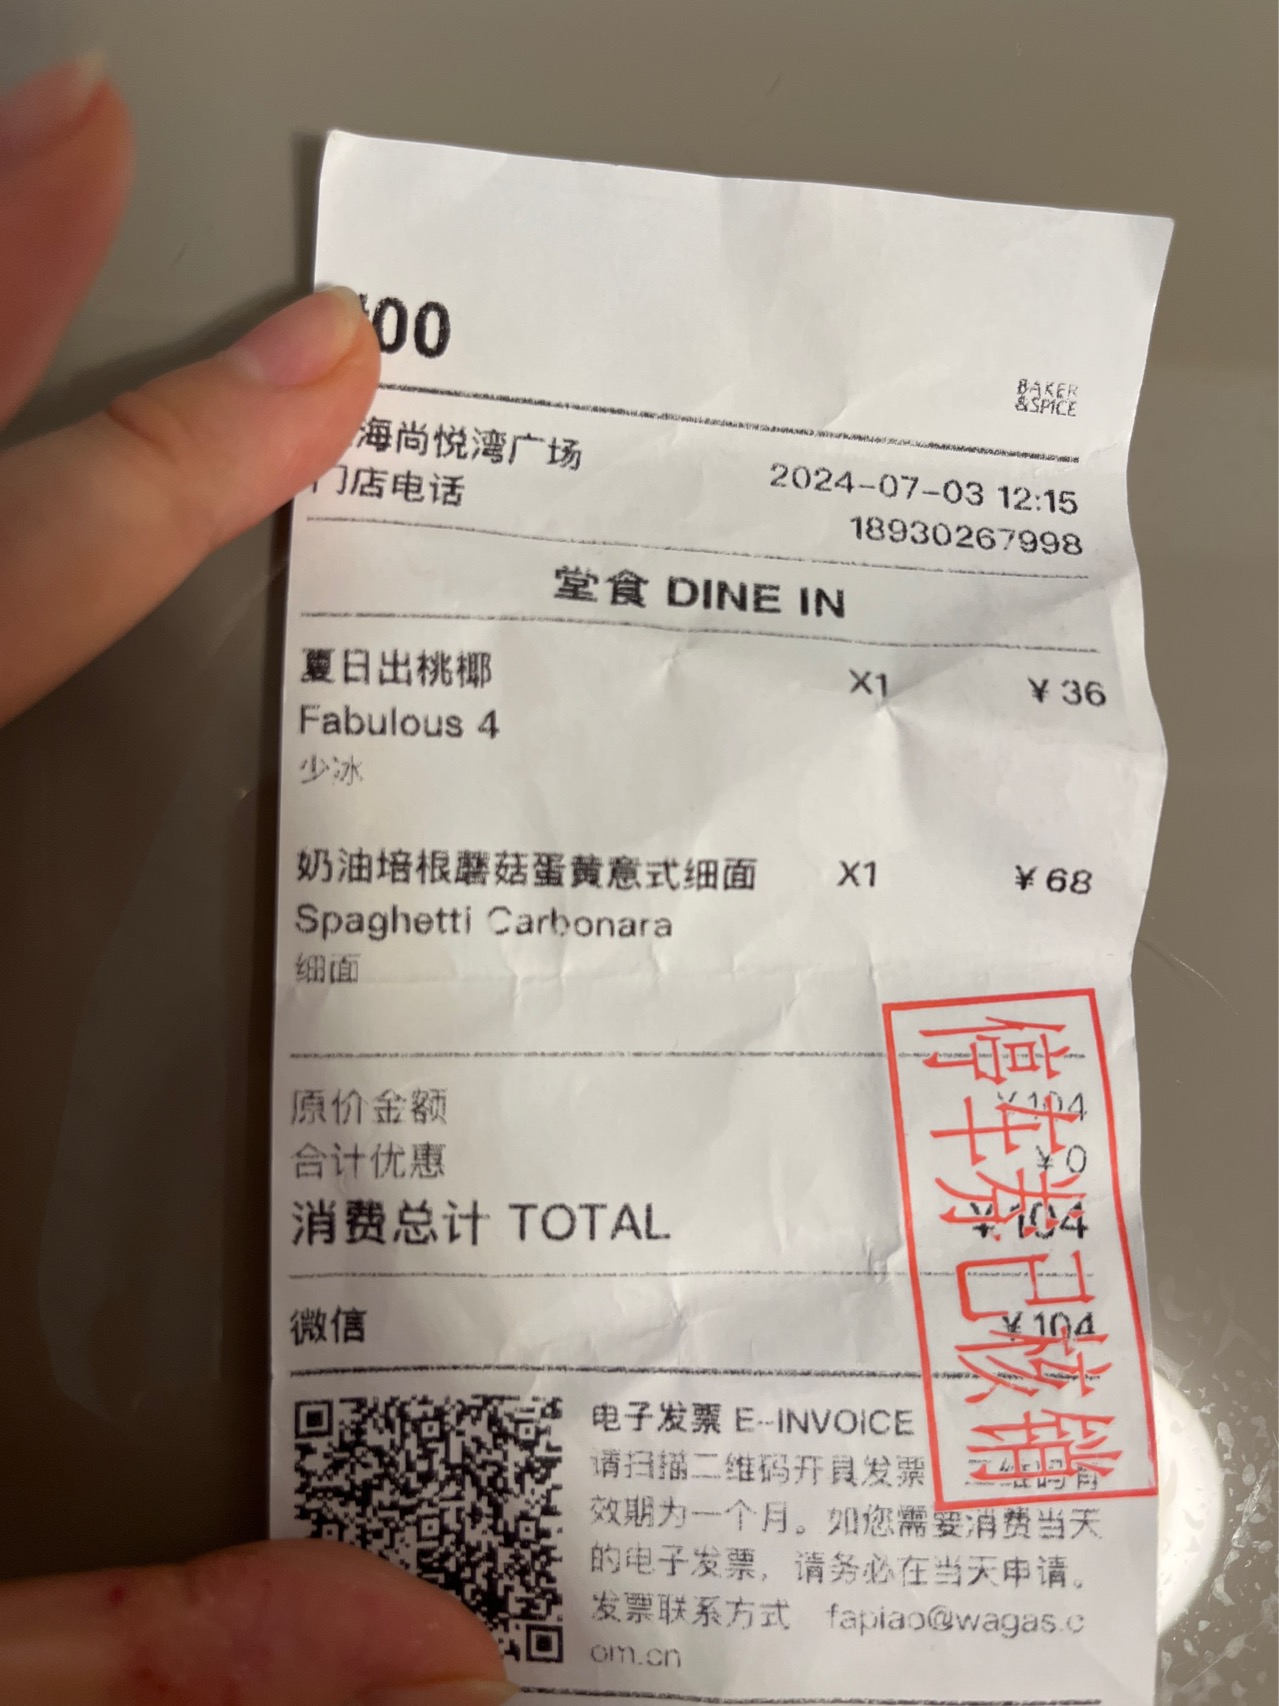 00
BAKER
&SPICE
海尚悦湾广场
2024-07-03 12:15
门店电话
18930267998
堂食 DINE IN
夏日出桃椰 X1 ¥36
Fabulous 4
少冰
奶油培根蘑菇蛋黄意式细面 X1 ¥68
Spaghetti Carbonara
细面
原价金额 ¥104
合计优惠 ¥0
消费总计 TOTAL ¥104
微信 ¥104
停车券已核销
电子发票 E-INVOICE
请扫描二维码开具发票 二维码有
效期为一个月。如您需要消费当天
的电子发票，请务必在当天申请。
发票联系方式 fapiao@wagas.c
om.cn